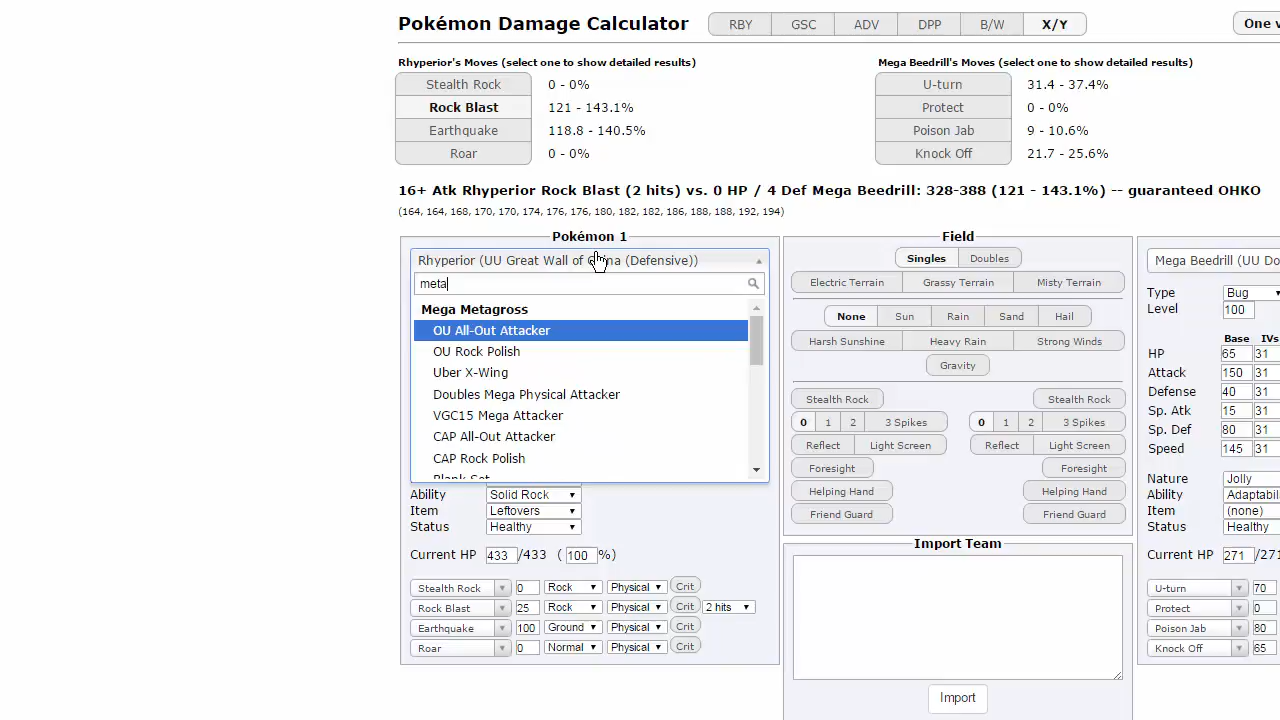 Pokémon Damage Calculator RBY GSC ADV DPP B/W X/Y One v
Rhyperior's Moves (select one to show detailed results)
Stealth Rock 0 - 0%
Rock Blast 121 - 143.1%
Earthquake 118.8 - 140.5%
Roar 0 - 0%
Mega Beedrill's Moves (select one to show detailed results)
U-turn 31.4 - 37.4%
Protect 0 - 0%
Poison Jab 9 - 10.6%
Knock Off 21.7 - 25.6%
16+ Atk Rhyperior Rock Blast (2 hits) vs. 0 HP / 4 Def Mega Beedrill: 328-388 (121 - 143.1%) -- guaranteed OHKO
(164, 164, 168, 170, 170, 174, 176, 176, 180, 182, 182, 186, 188, 188, 192, 194)
Pokémon 1
Rhyperior (UU Great Wall of na (Defensive))
meta
Mega Metagross
OU All-Out Attacker
OU Rock Polish
Uber X-Wing
Doubles Mega Physical Attacker
VGC15 Mega Attacker
CAP All-Out Attacker
CAP Rock Polish
Blank Set
Ability Solid Rock
Item Leftovers
Status Healthy
Current HP 433 /433 ( 100 %)
Stealth Rock 0 Rock Physical Crit
Rock Blast 25 Rock Physical Crit 2 hits
Earthquake 100 Ground Physical Crit
Roar 0 Normal Physical Crit
Field
Singles Doubles
Electric Terrain Grassy Terrain Misty Terrain
None Sun Rain Sand Hail
Harsh Sunshine Heavy Rain Strong Winds
Gravity
Stealth Rock Stealth Rock
0 1 2 3 Spikes 0 1 2 3 Spikes
Reflect Light Screen Reflect Light Screen
Foresight Foresight
Helping Hand Helping Hand
Friend Guard Friend Guard
Import Team
Import
Mega Beedrill (UU Do
Type Bug
Level 100
Base IVs
HP 65 31
Attack 150 31
Defense 40 31
Sp. Atk 15 31
Sp. Def 80 31
Speed 145 31
Nature Jolly
Ability Adaptabil
Item (none)
Status Healthy
Current HP 271 /271
U-turn 70
Protect 0
Poison Jab 80
Knock Off 65